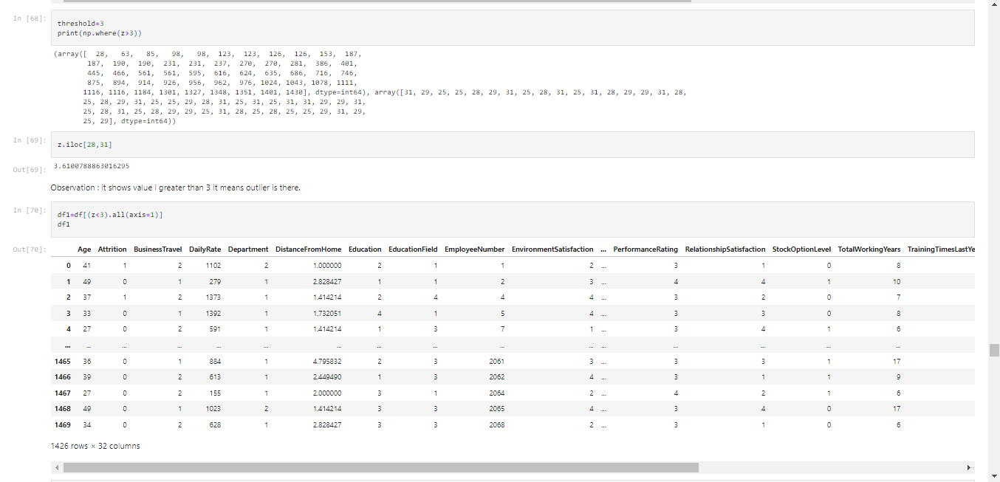 In [68]:
threshold=3
print(np.where(z>3))
(array([  28,   63,   85,   98,   98,  123,  123,  126,  126,  153,  187,
187,  190,  190,  231,  231,  237,  270,  270,  281,  386,  401,
445,  466,  561,  561,  595,  616,  624,  635,  686,  716,  746,
875,  894,  914,  926,  956,  962,  976, 1024, 1043, 1078, 1111,
1116, 1116, 1184, 1301, 1327, 1348, 1351, 1401, 1430], dtype=int64), array([31, 29, 25, 25, 28, 29, 31, 25, 28, 31, 25, 31, 28, 29, 29, 31, 28,
25, 28, 29, 31, 25, 25, 29, 28, 31, 25, 31, 25, 31, 31, 29, 29, 31,
25, 28, 31, 25, 28, 29, 29, 25, 31, 28, 25, 28, 25, 25, 29, 31, 29,
25, 29], dtype=int64))
In [69]:
z.iloc[28,31]
Out[69]: 3.6100788863016295
Observation : it shows value i greater than 3 it means outlier is there.
In [70]:
df1=df[(z<3).all(axis=1)]
df1
Out[70]:
Age Attrition BusinessTravel DailyRate Department DistanceFromHome Education EducationField EmployeeNumber EnvironmentSatisfaction ... PerformanceRating RelationshipSatisfaction StockOptionLevel TotalWorkingYears TrainingTimesLastYe
0 41 1 2 1102 2 1.000000 2 1 1 2 ... 3 1 0 8
1 49 0 1 279 1 2.828427 1 1 2 3 ... 4 4 1 10
2 37 1 2 1373 1 1.414214 2 4 4 4 ... 3 2 0 7
3 33 0 1 1392 1 1.732051 4 1 5 4 ... 3 3 0 8
4 27 0 2 591 1 1.414214 1 3 7 1 ... 3 4 1 6
... ... ... ... ... ... ... ... ... ... ... ... ... ... ... ...
1465 36 0 1 884 1 4.795832 2 3 2061 3 ... 3 3 1 17
1466 39 0 2 613 1 2.449490 1 3 2062 4 ... 3 1 1 9
1467 27 0 2 155 1 2.000000 3 1 2064 2 ... 4 2 1 6
1468 49 0 1 1023 2 1.414214 3 3 2065 4 ... 3 4 0 17
1469 34 0 2 628 1 2.828427 3 3 2068 2 ... 3 1 0 6
1426 rows × 32 columns